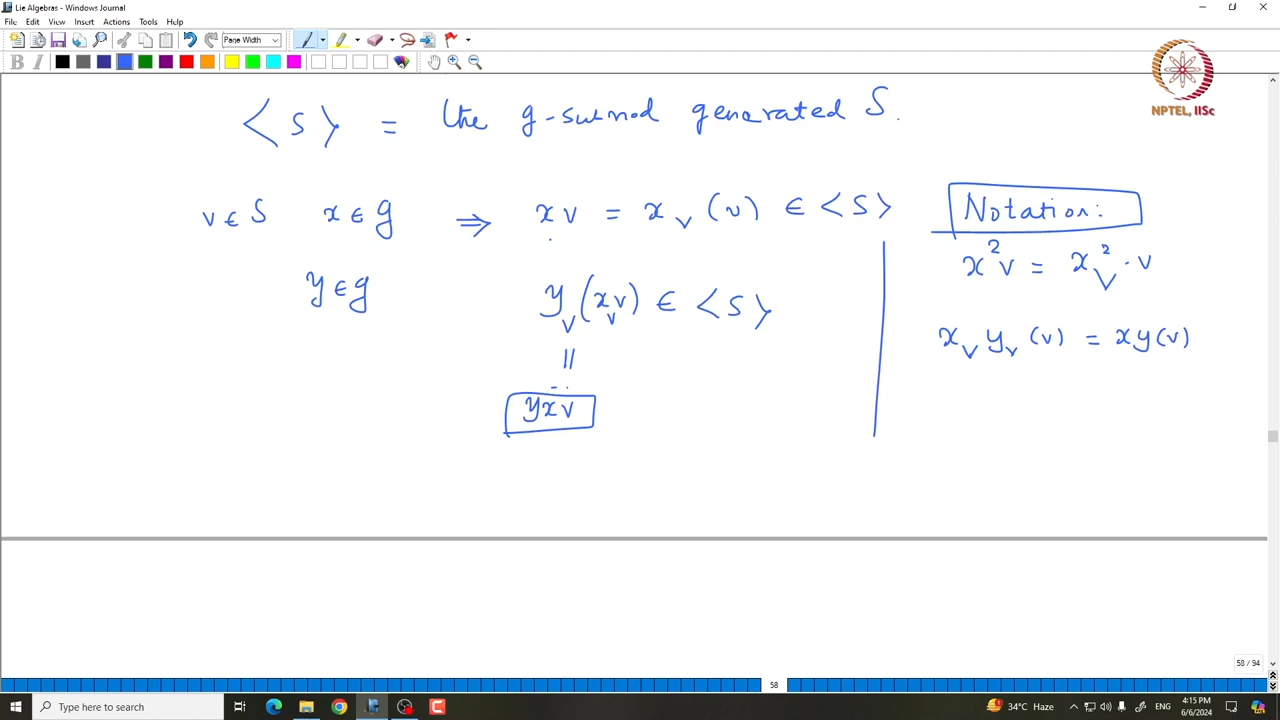 Lie Algebras - Windows Journal
File Edit View Insert Actions Tools Help
Page Width
B I
NPTEL, IISc
<S> = the g-submod generated S.
v ∈ S x ∈ g ⇒ xv = x_V (v) ∈ <S>
Notation:
x²v = x_V² · v
y ∈ g y_V (x_V v) ∈ <S>
x_V y_V (v) = xy(v)
||
yxv
58 / 94
58
Type here to search
34°C Haze
ENG
4:15 PM
6/6/2024